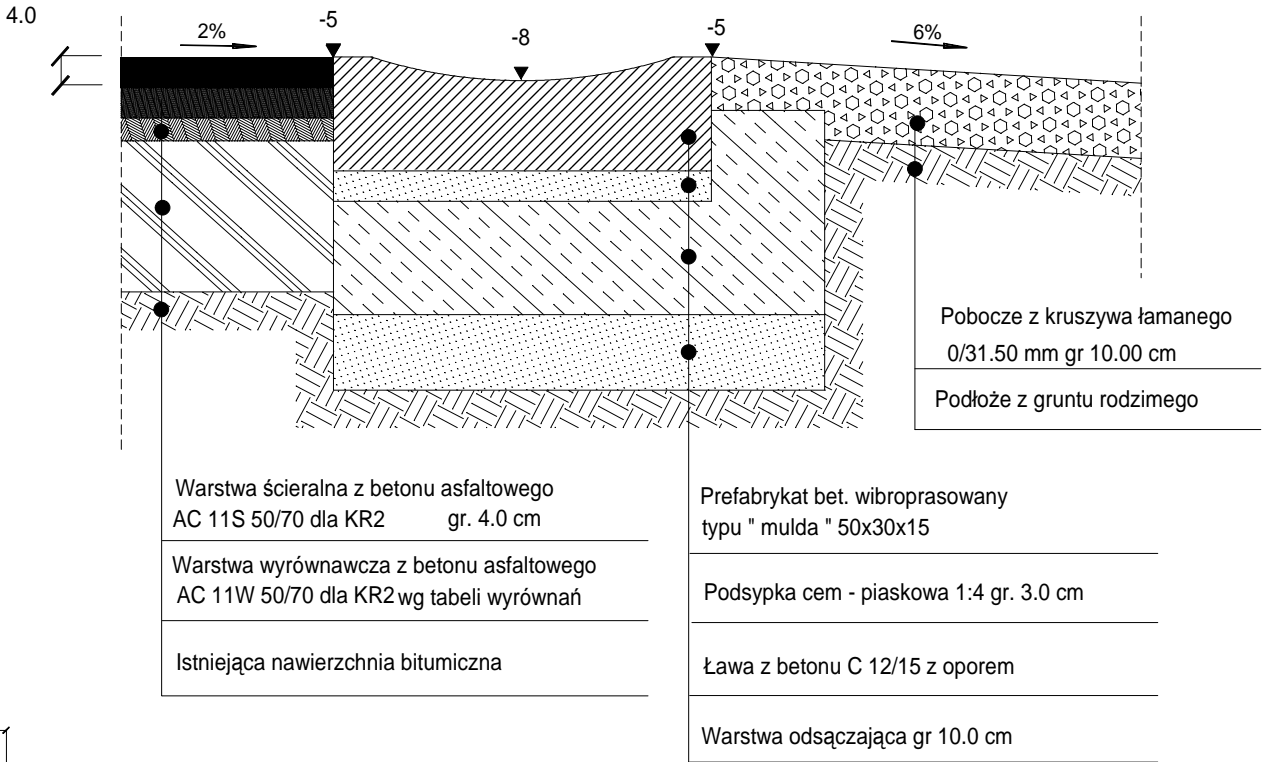 4.0
2%
-5
-8
-5
6%
Pobocze z kruszywa łamanego
0/31.50 mm gr 10.00 cm
Podłoże z gruntu rodzimego
Warstwa ścieralna z betonu asfaltowego
AC 11S 50/70 dla KR2 gr. 4.0 cm
Warstwa wyrównawcza z betonu asfaltowego
AC 11W 50/70 dla KR2 wg tabeli wyrównań
Istniejąca nawierzchnia bitumiczna
Prefabrykat bet. wibroprasowany
typu " mulda " 50x30x15
Podsypka cem - piaskowa 1:4 gr. 3.0 cm
Ława z betonu C 12/15 z oporem
Warstwa odsączająca gr 10.0 cm